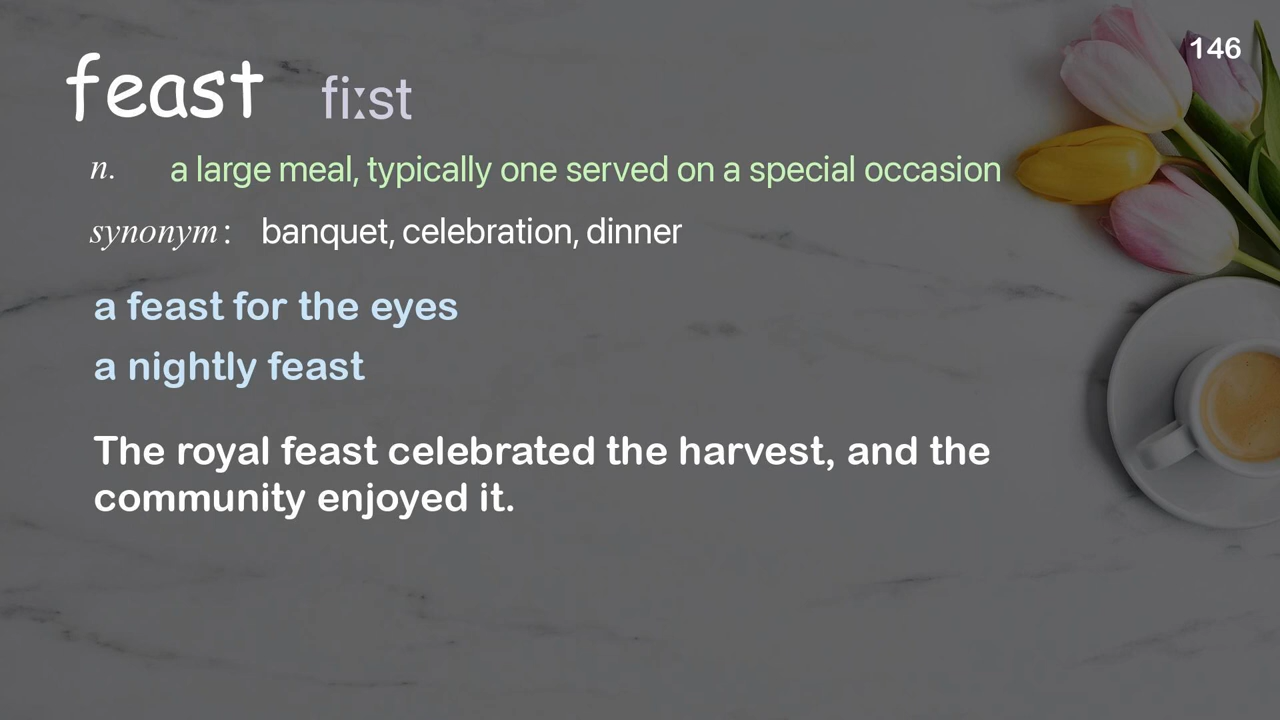 146
feast fiːst
n. a large meal, typically one served on a special occasion
synonym : banquet, celebration, dinner
a feast for the eyes
a nightly feast
The royal feast celebrated the harvest, and the
community enjoyed it.